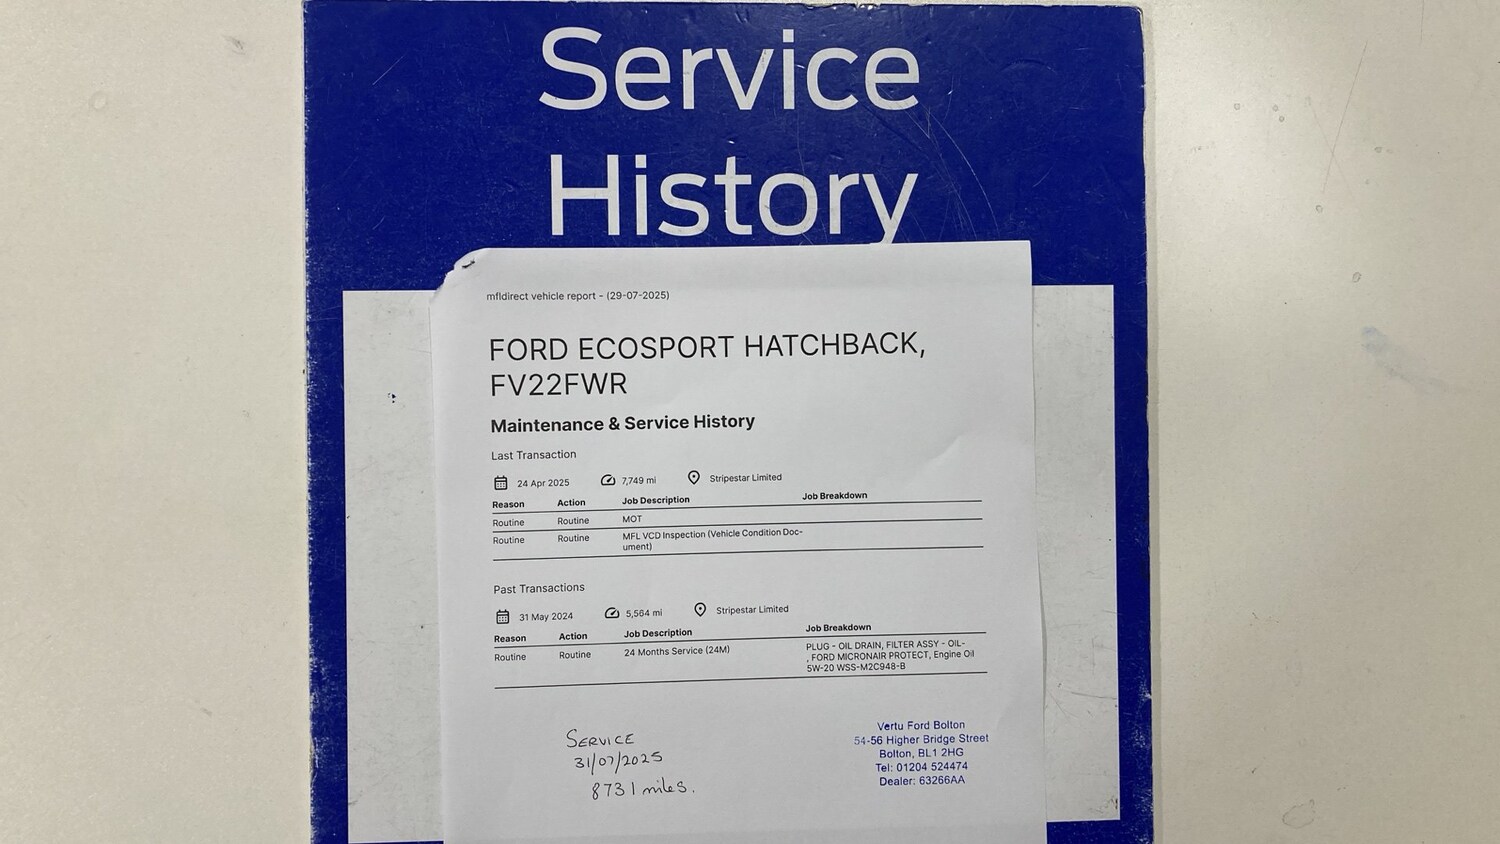 Service
History
mfldirect vehicle report - (29-07-2025)
FORD ECOSPORT HATCHBACK,
FV22FWR
Maintenance & Service History
Last Transaction
24 Apr 2025 7,749 mi Stripestar Limited
Reason Action Job Description Job Breakdown
Routine Routine MOT
Routine Routine MFL VCD Inspection (Vehicle Condition Doc-
ument)
Past Transactions
31 May 2024 5,564 mi Stripestar Limited
Reason Action Job Description Job Breakdown
Routine Routine 24 Months Service (24M) PLUG - OIL DRAIN, FILTER ASSY - OIL-
, FORD MICRONAIR PROTECT, Engine Oil
5W-20 WSS-M2C948-B
SERVICE
31/07/2025
8731 miles.
Vertu Ford Bolton
54-56 Higher Bridge Street
Bolton, BL1 2HG
Tel: 01204 524474
Dealer: 63266AA